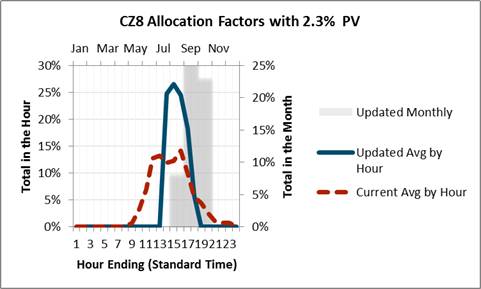 CZ8 Allocation Factors with 2.3% PV
Jan Mar May Jul Sep Nov
30%
25%
20%
15%
10%
5%
0%
25%
20%
15%
10%
5%
0%
Total in the Hour
Total in the Month
1 3 5 7 9 11 13 15 17 19 21 23
Hour Ending (Standard Time)
Updated Monthly
Updated Avg by
Hour
Current Avg by Hour